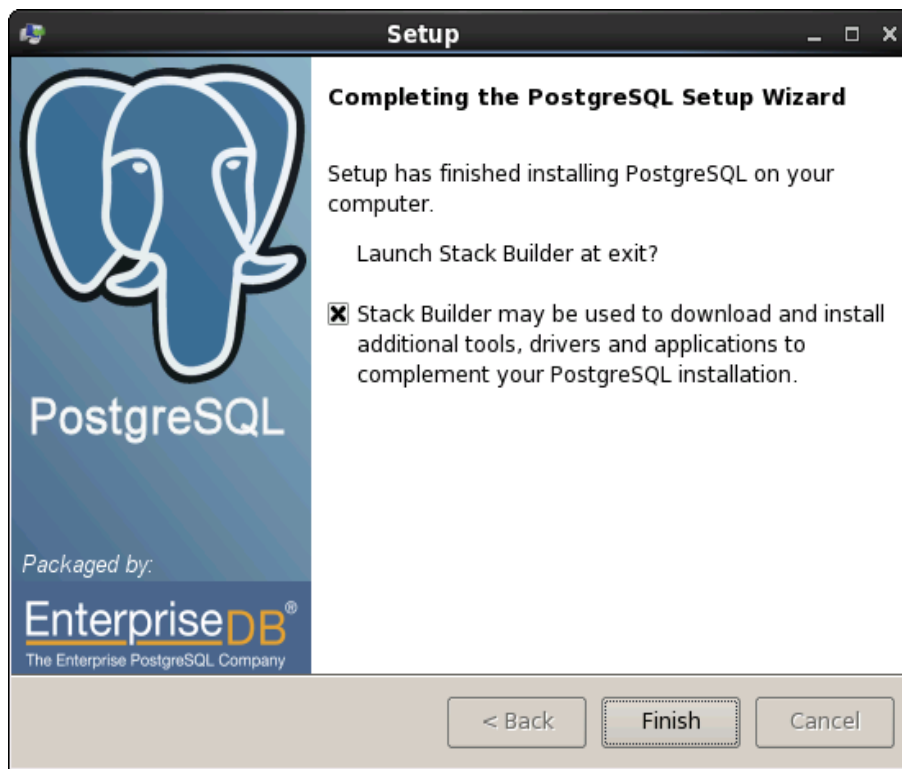 Setup
Completing the PostgreSQL Setup Wizard
Setup has finished installing PostgreSQL on your
computer.
Launch Stack Builder at exit?
Stack Builder may be used to download and install
additional tools, drivers and applications to
complement your PostgreSQL installation.
PostgreSQL
Packaged by:
EnterpriseDB®
The Enterprise PostgreSQL Company
< Back
Finish
Cancel